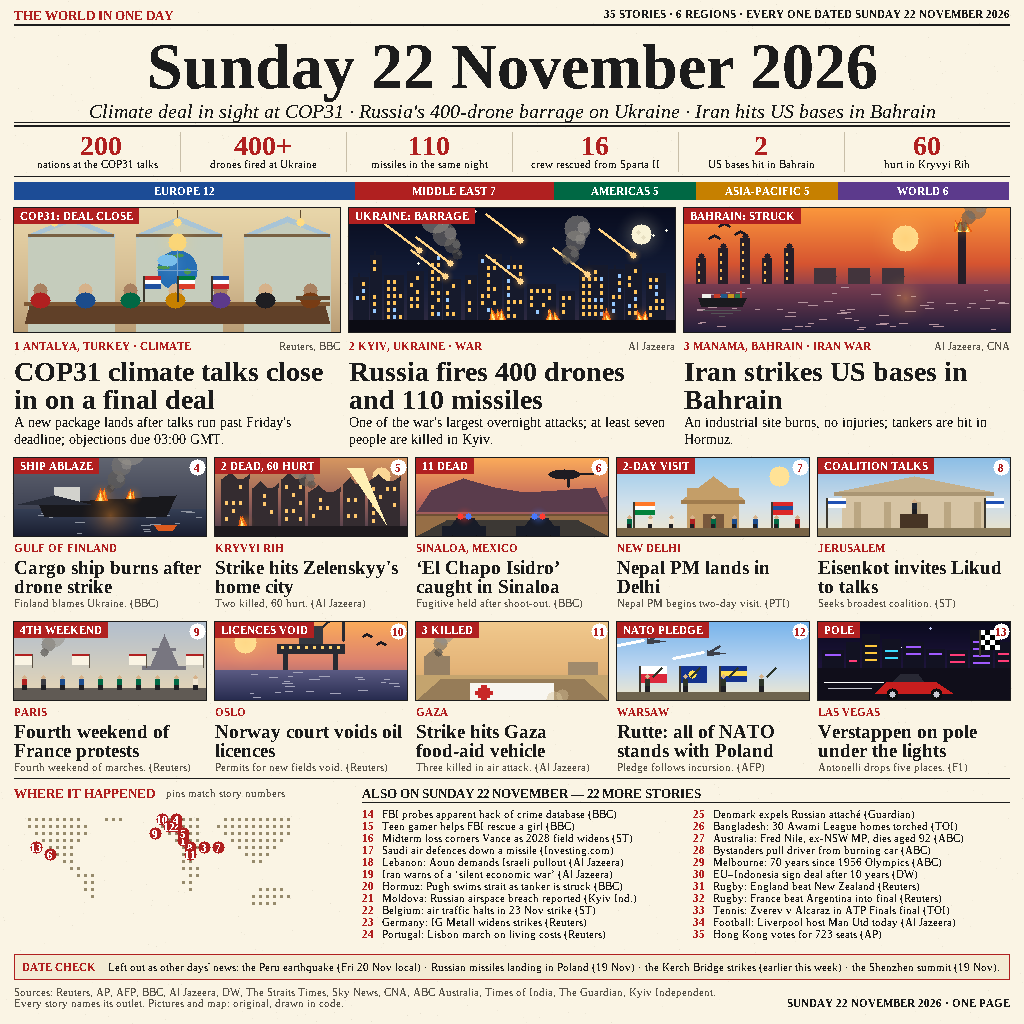 THE WORLD IN ONE DAY
35 STORIES · 6 REGIONS · EVERY ONE DATED SUNDAY 22 NOVEMBER 2026
Sunday 22 November 2026
Climate deal in sight at COP31 · Russia's 400-drone barrage on Ukraine · Iran hits US bases in Bahrain
200
nations at the COP31 talks
400+
drones fired at Ukraine
110
missiles in the same night
16
crew rescued from Sparta II
2
US bases hit in Bahrain
60
hurt in Kryvyi Rih
EUROPE 12
MIDDLE EAST 7
AMERICAS 5
ASIA-PACIFIC 5
WORLD 6
COP31: DEAL CLOSE
UKRAINE: BARRAGE
BAHRAIN: STRUCK
1 ANTALYA, TURKEY · CLIMATE
Reuters, BBC
COP31 climate talks close
in on a final deal
A new package lands after talks run past Friday's
deadline; objections due 03:00 GMT.
2 KYIV, UKRAINE · WAR
Al Jazeera
Russia fires 400 drones
and 110 missiles
One of the war's largest overnight attacks; at least seven
people are killed in Kyiv.
3 MANAMA, BAHRAIN · IRAN WAR
Al Jazeera, CNA
Iran strikes US bases in
Bahrain
An industrial site burns, no injuries; tankers are hit in
Hormuz.
SHIP ABLAZE
4
GULF OF FINLAND
Cargo ship burns after
drone strike
Finland blames Ukraine. (BBC)
2 DEAD, 60 HURT
5
KRYVYI RIH
Strike hits Zelenskyy's
home city
Two killed, 60 hurt. (Al Jazeera)
11 DEAD
6
SINALOA, MEXICO
‘El Chapo Isidro’
caught in Sinaloa
Fugitive held after shoot-out. (BBC)
2-DAY VISIT
7
NEW DELHI
Nepal PM lands in
Delhi
Nepal PM begins two-day visit. (PTI)
COALITION TALKS
8
JERUSALEM
Eisenkot invites Likud
to talks
Seeks broadest coalition. (ST)
4TH WEEKEND
9
PARIS
Fourth weekend of
France protests
Fourth weekend of marches. (Reuters)
LICENCES VOID
10
OSLO
Norway court voids oil
licences
Permits for new fields void. (Reuters)
3 KILLED
11
GAZA
Strike hits Gaza
food-aid vehicle
Three killed in air attack. (Al Jazeera)
NATO PLEDGE
12
WARSAW
Rutte: all of NATO
stands with Poland
Pledge follows incursion. (AFP)
POLE
13
LAS VEGAS
Verstappen on pole
under the lights
Antonelli drops five places. (F1)
WHERE IT HAPPENED
pins match story numbers
13
6
9
3
7
11
ALSO ON SUNDAY 22 NOVEMBER — 22 MORE STORIES
14 FBI probes apparent hack of crime database (BBC)
15 Teen gamer helps FBI rescue a girl (BBC)
16 Midterm loss corners Vance as 2028 field widens (ST)
17 Saudi air defences down a missile (Investing.com)
18 Lebanon: Aoun demands Israeli pullout (Al Jazeera)
19 Iran warns of a ‘silent economic war’ (Al Jazeera)
20 Hormuz: Pugh swims strait as tanker is struck (BBC)
21 Moldova: Russian airspace breach reported (Kyiv Ind.)
22 Belgium: air traffic halts in 23 Nov strike (ST)
23 Germany: IG Metall widens strikes (Reuters)
24 Portugal: Lisbon march on living costs (Reuters)
25 Denmark expels Russian attaché (Guardian)
26 Bangladesh: 30 Awami League homes torched (TOI)
27 Australia: Fred Nile, ex-NSW MP, dies aged 92 (ABC)
28 Bystanders pull driver from burning car (ABC)
29 Melbourne: 70 years since 1956 Olympics (ABC)
30 EU–Indonesia sign deal after 10 years (DW)
31 Rugby: England beat New Zealand (Reuters)
32 Rugby: France beat Argentina into final (Reuters)
33 Tennis: Zverev v Alcaraz in ATP Finals final (TOI)
34 Football: Liverpool host Man Utd today (Al Jazeera)
35 Hong Kong votes for 723 seats (AP)
DATE CHECK Left out as other days' news: the Peru earthquake (Fri 20 Nov local) · Russian missiles landing in Poland (19 Nov) · the Kerch Bridge strikes (earlier this week) · the Shenzhen summit (19 Nov).
Sources: Reuters, AP, AFP, BBC, Al Jazeera, DW, The Straits Times, Sky News, CNA, ABC Australia, Times of India, The Guardian, Kyiv Independent.
Every story names its outlet. Pictures and map: original, drawn in code.
SUNDAY 22 NOVEMBER 2026 · ONE PAGE